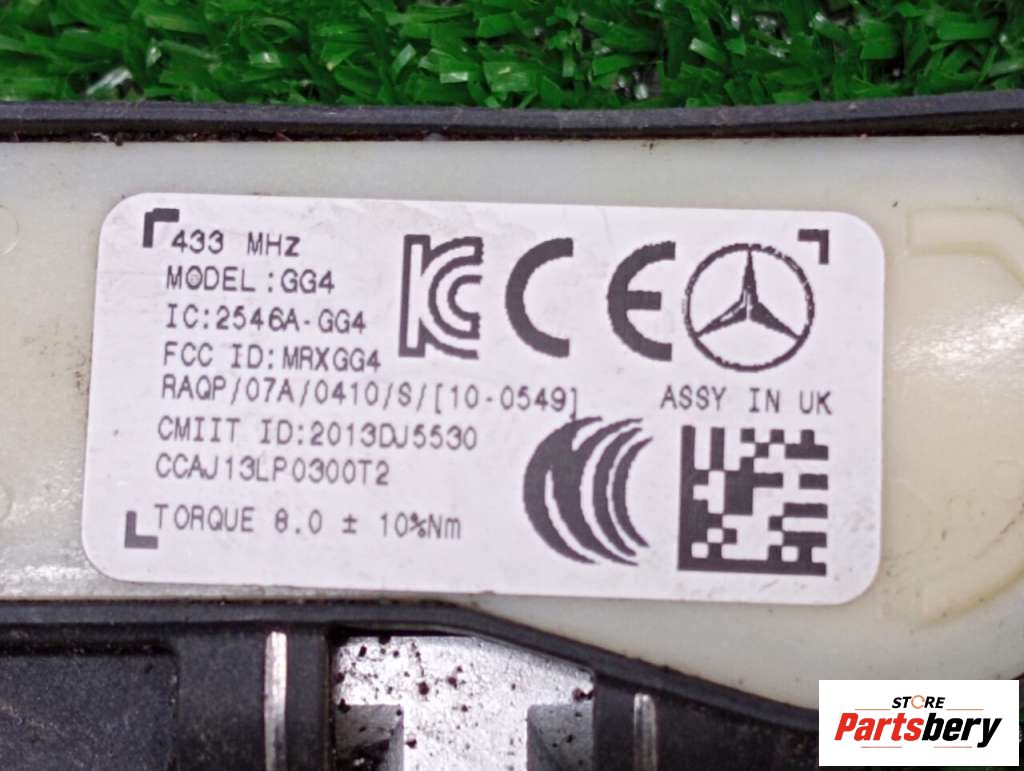 433 MHz
MODEL:GG4
IC:2546A-GG4
FCC ID:MRXGG4
RAQP/07A/0410/S/[10-0549]
CMIIT ID:2013DJ5530
CCAJ13LP0300T2
TORQUE 8.0 ± 10%Nm
CE
ASSY IN UK
STORE
Partsbery